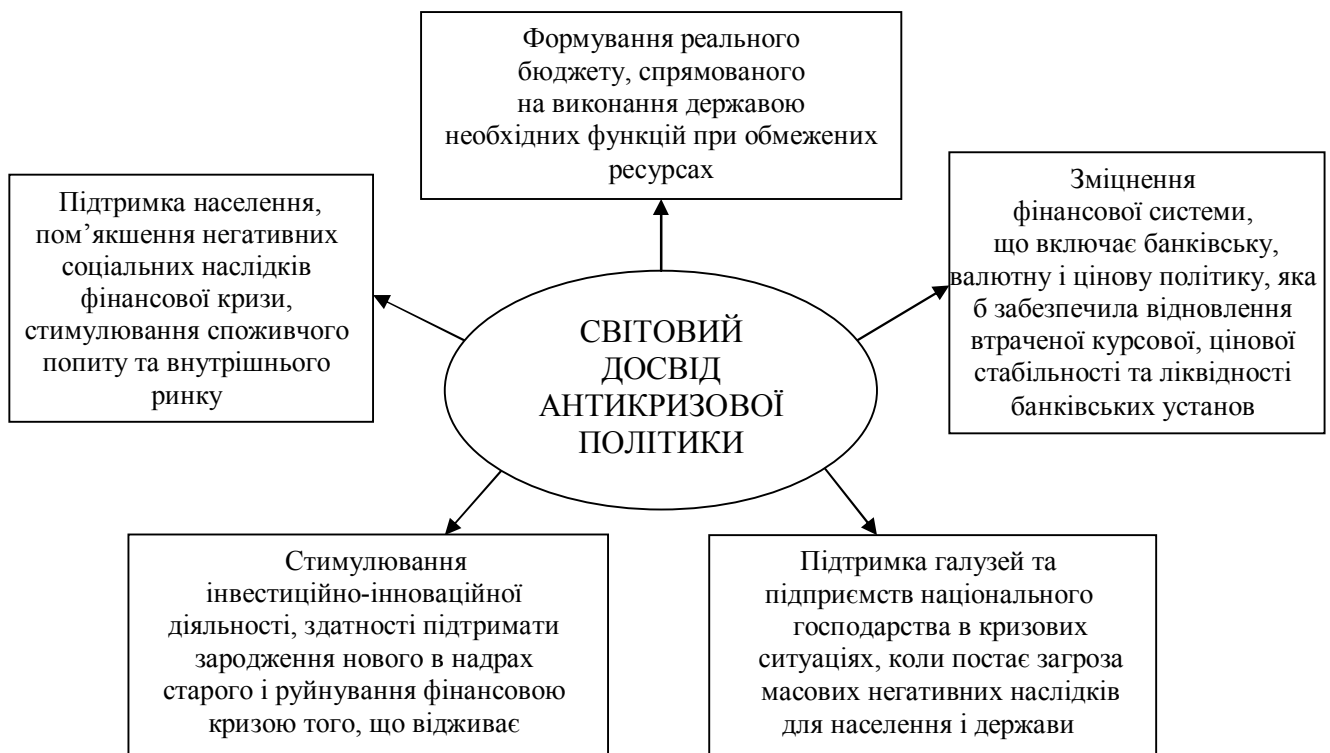 Формування реального
бюджету, спрямованого
на виконання державою
необхідних функцій при обмежених
ресурсах
Підтримка населення,
пом’якшення негативних
соціальних наслідків
фінансової кризи,
стимулювання споживчого
попиту та внутрішнього
ринку
Зміцнення
фінансової системи,
що включає банківську,
валютну і цінову політику, яка
б забезпечила відновлення
втраченої курсової, цінової
стабільності та ліквідності
банківських установ
СВІТОВИЙ
ДОСВІД
АНТИКРИЗОВОЇ
ПОЛІТИКИ
Стимулювання
інвестиційно-інноваційної
діяльності, здатності підтримати
зародження нового в надрах
старого і руйнування фінансовою
кризою того, що відживає
Підтримка галузей та
підприємств національного
господарства в кризових
ситуаціях, коли постає загроза
масових негативних наслідків
для населення і держави